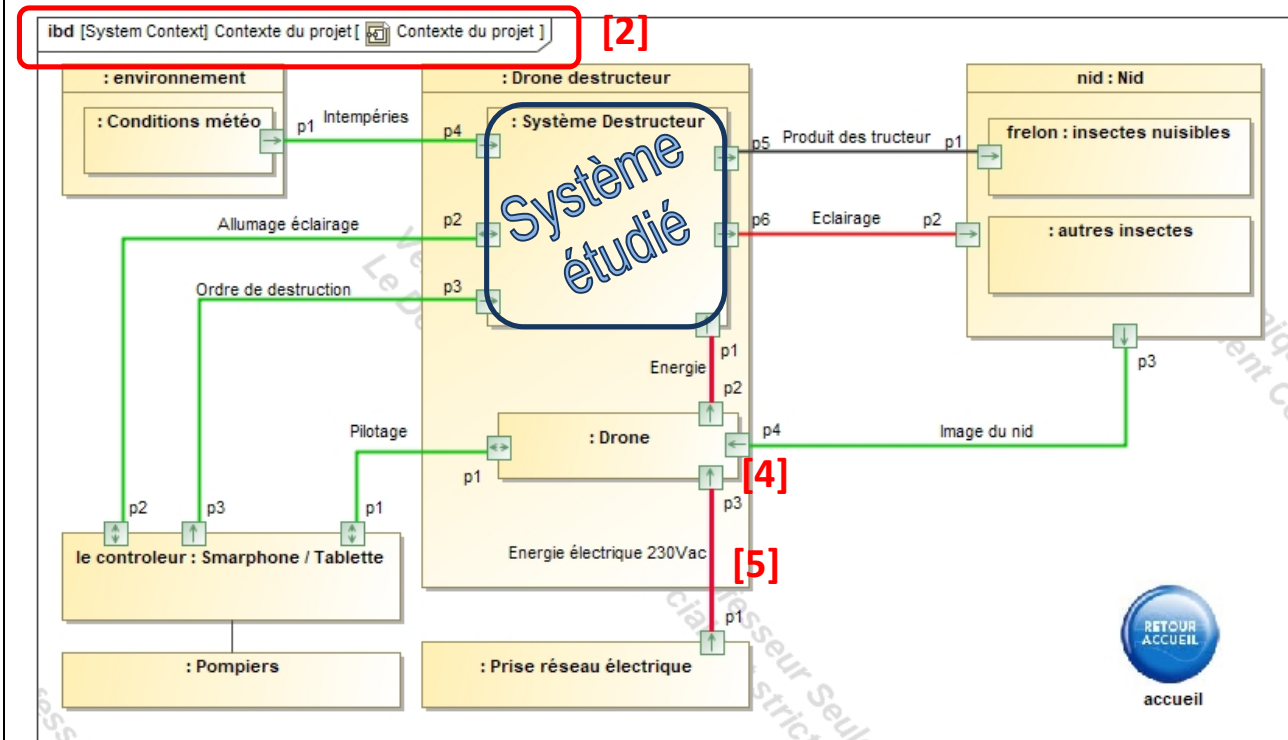 ibd [System Context] Contexte du projet [ Contexte du projet ]
[2]
: environnement
: Conditions météo
p1
Intempéries
p4
: Drone destructeur
: Système Destructeur
Système
étudié
p5
Produit des tructeur
p1
nid : Nid
frelon : insectes nuisibles
Allumage éclairage
p2
p6
Eclairage
p2
: autres insectes
Ordre de destruction
p3
p1
Energie
p2
p3
Pilotage
p1
: Drone
p4
Image du nid
[4]
p3
p2
p3
p1
le controleur : Smarphone / Tablette
Energie électrique 230Vac
[5]
p1
: Pompiers
: Prise réseau électrique
RETOUR
ACCUEIL
accueil